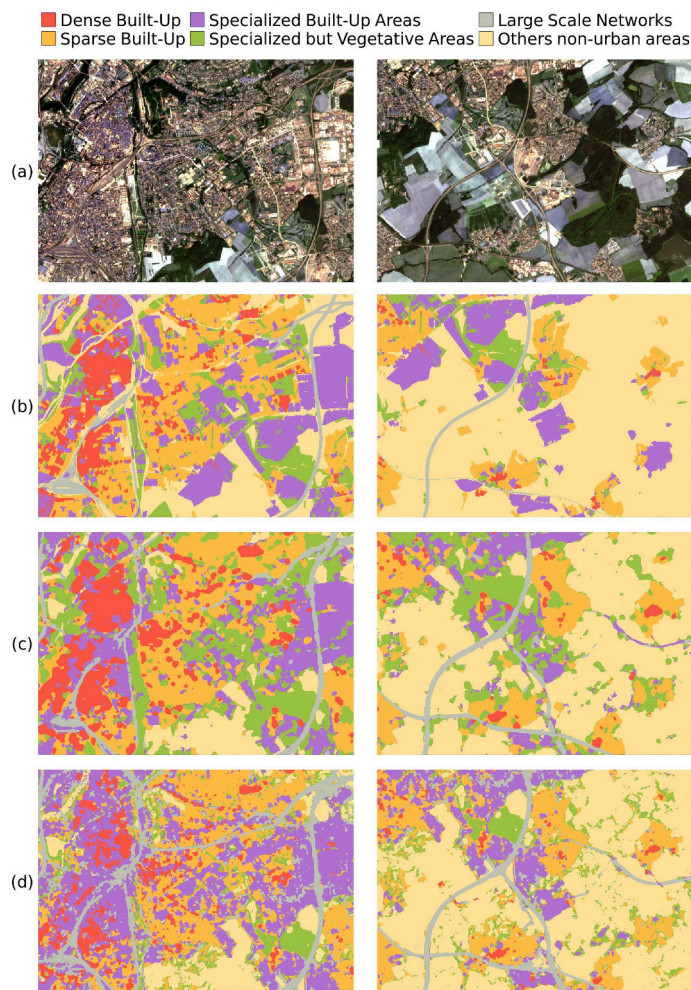 Dense Built-Up Specialized Built-Up Areas Large Scale Networks
Sparse Built-Up Specialized but Vegetative Areas Others non-urban areas
(a)
(b)
(c)
(d)